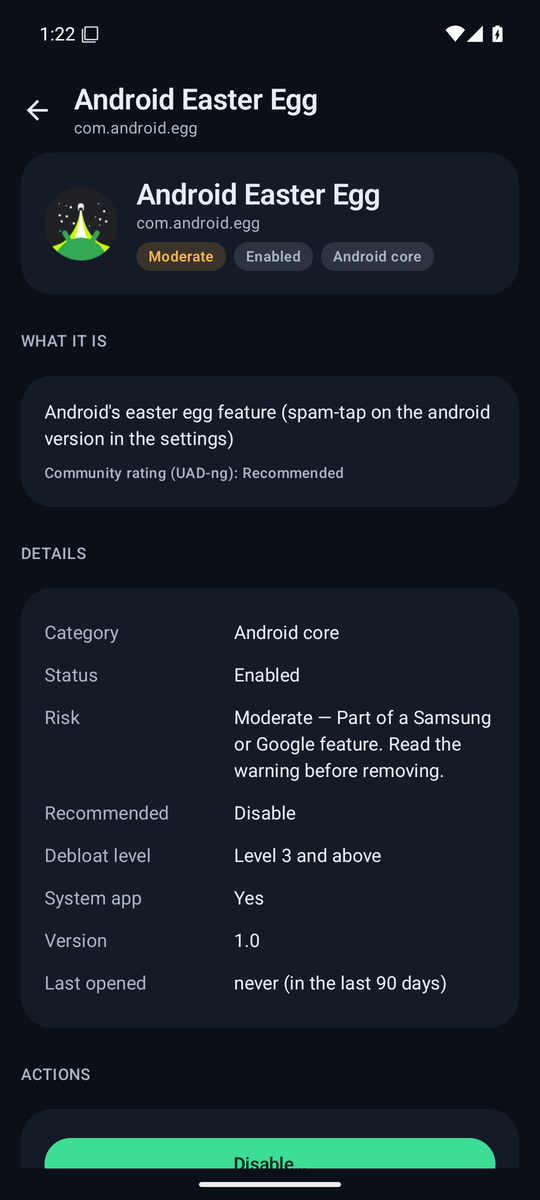 1:22
Android Easter Egg
com.android.egg
Android Easter Egg
com.android.egg
Moderate Enabled Android core
WHAT IT IS
Android's easter egg feature (spam-tap on the android
version in the settings)
Community rating (UAD-ng): Recommended
DETAILS
Category Android core
Status Enabled
Risk Moderate — Part of a Samsung
or Google feature. Read the
warning before removing.
Recommended Disable
Debloat level Level 3 and above
System app Yes
Version 1.0
Last opened never (in the last 90 days)
ACTIONS
Disable...